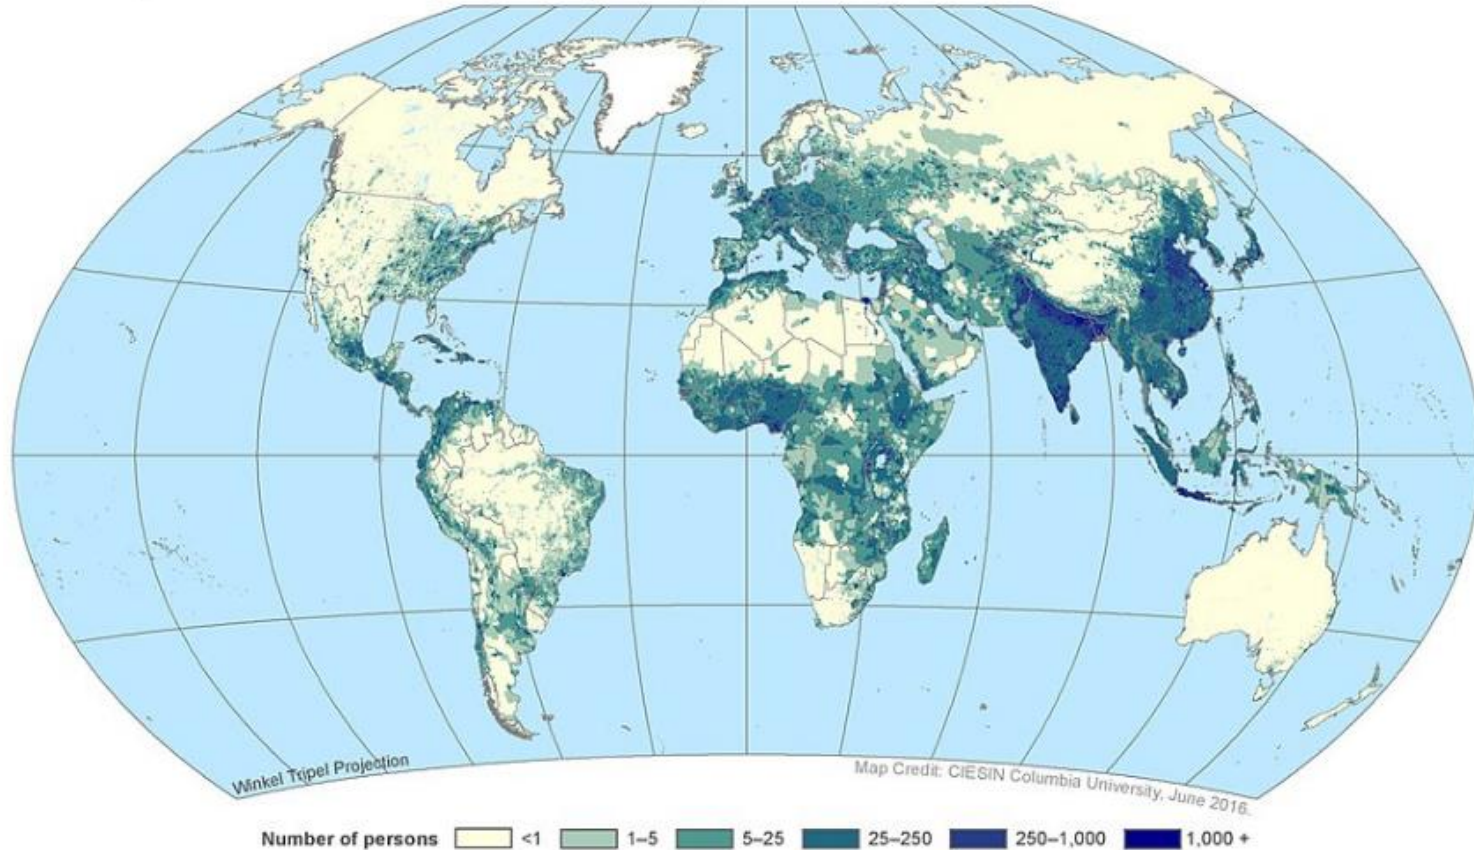 Winkel Tripel Projection
Map Credit: CIESIN Columbia University, June 2016.
Number of persons <1 1–5 5–25 25–250 250–1,000 1,000 +